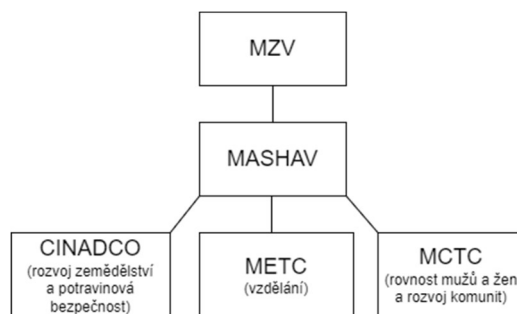 MZV
MASHAV
CINADCO
(rozvoj zemědělství
a potravinová
bezpečnost)
METC
(vzdělání)
MCTC
(rovnost mužů a žen
a rozvoj komunit)